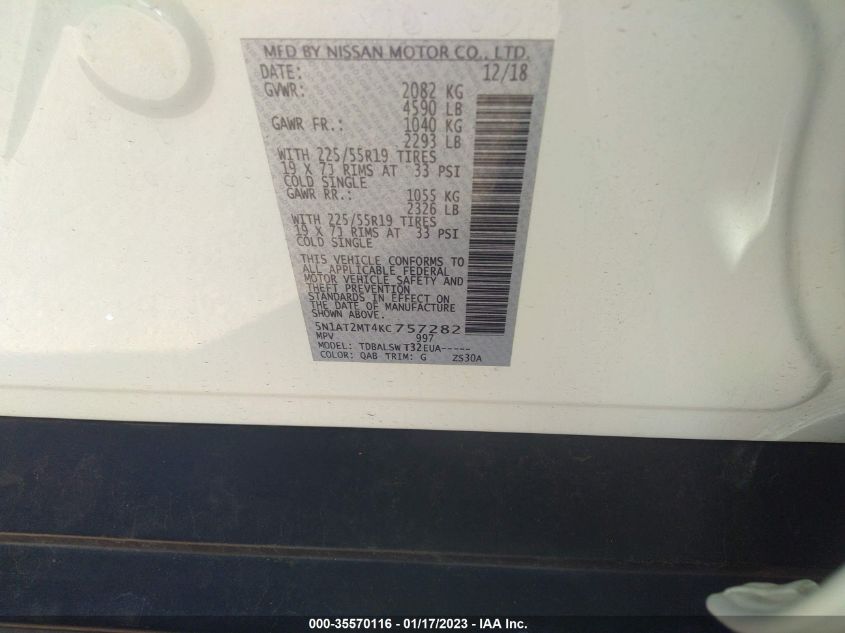 MFD BY NISSAN MOTOR CO., LTD.
DATE: 12/18
GVWR: 2082 KG
4590 LB
GAWR FR.: 1040 KG
2293 LB
WITH 225/55R19 TIRES
19 X 7J RIMS AT 33 PSI
COLD SINGLE
GAWR RR.: 1055 KG
2326 LB
WITH 225/55R19 TIRES
19 X 7J RIMS AT 33 PSI
COLD SINGLE
THIS VEHICLE CONFORMS TO
ALL APPLICABLE FEDERAL
MOTOR VEHICLE SAFETY AND
THEFT PREVENTION
STANDARDS IN EFFECT ON
THE DATE OF MANUFACTURE
SHOWN ABOVE.
5N1AT2MT4KC757282
MPV 997
MODEL: TDBALSW T32EUA-----
COLOR: QAB TRIM: G ZS30A
000-35570116 - 01/17/2023 - IAA Inc.